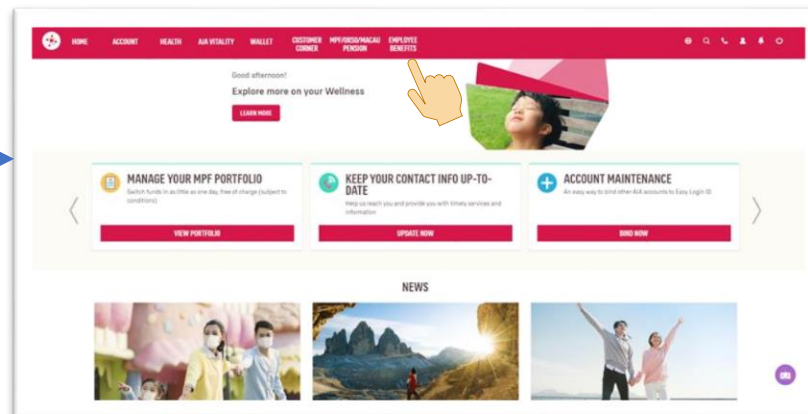 HOME ACCOUNT HEALTH AIA VITALITY WALLET CUSTOMER CORNER MPF/ORSO/MACAU PENSION EMPLOYEE BENEFITS
Good afternoon!
Explore more on your Wellness
LEARN MORE
MANAGE YOUR MPF PORTFOLIO
Switch funds in as little as one day, free of charge (subject to
conditions)
VIEW PORTFOLIO
KEEP YOUR CONTACT INFO UP-TO-
DATE
Help us reach you and provide you with timely services and
information
UPDATE NOW
ACCOUNT MAINTENANCE
An easy way to bind other AIA accounts to Easy Login ID
BIND NOW
NEWS